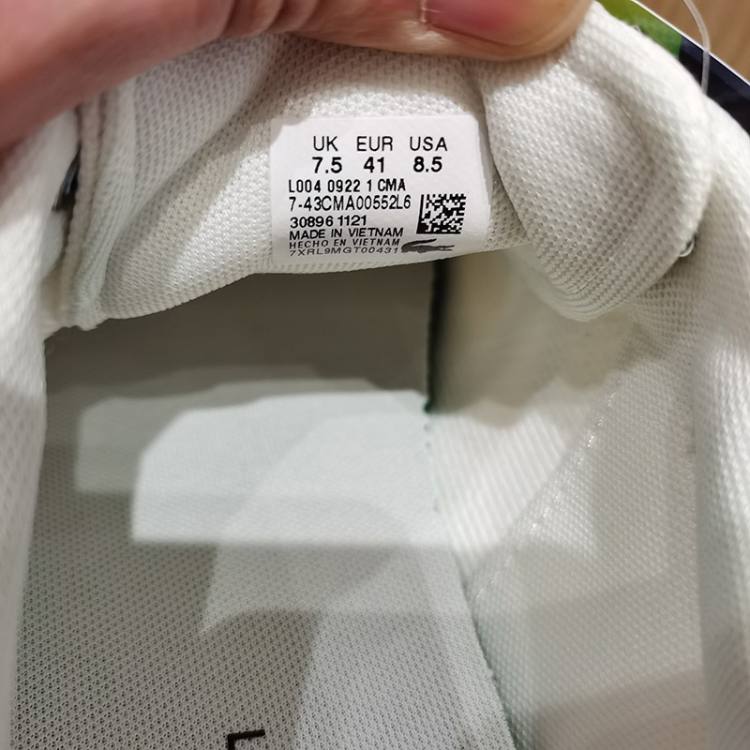 UK EUR USA
7.5 41 8.5
L004 0922 1 CMA
7-43CMA00552L6
30896 1121
MADE IN VIETNAM
HECHO EN VIETNAM
7XRL9MGT00431
L